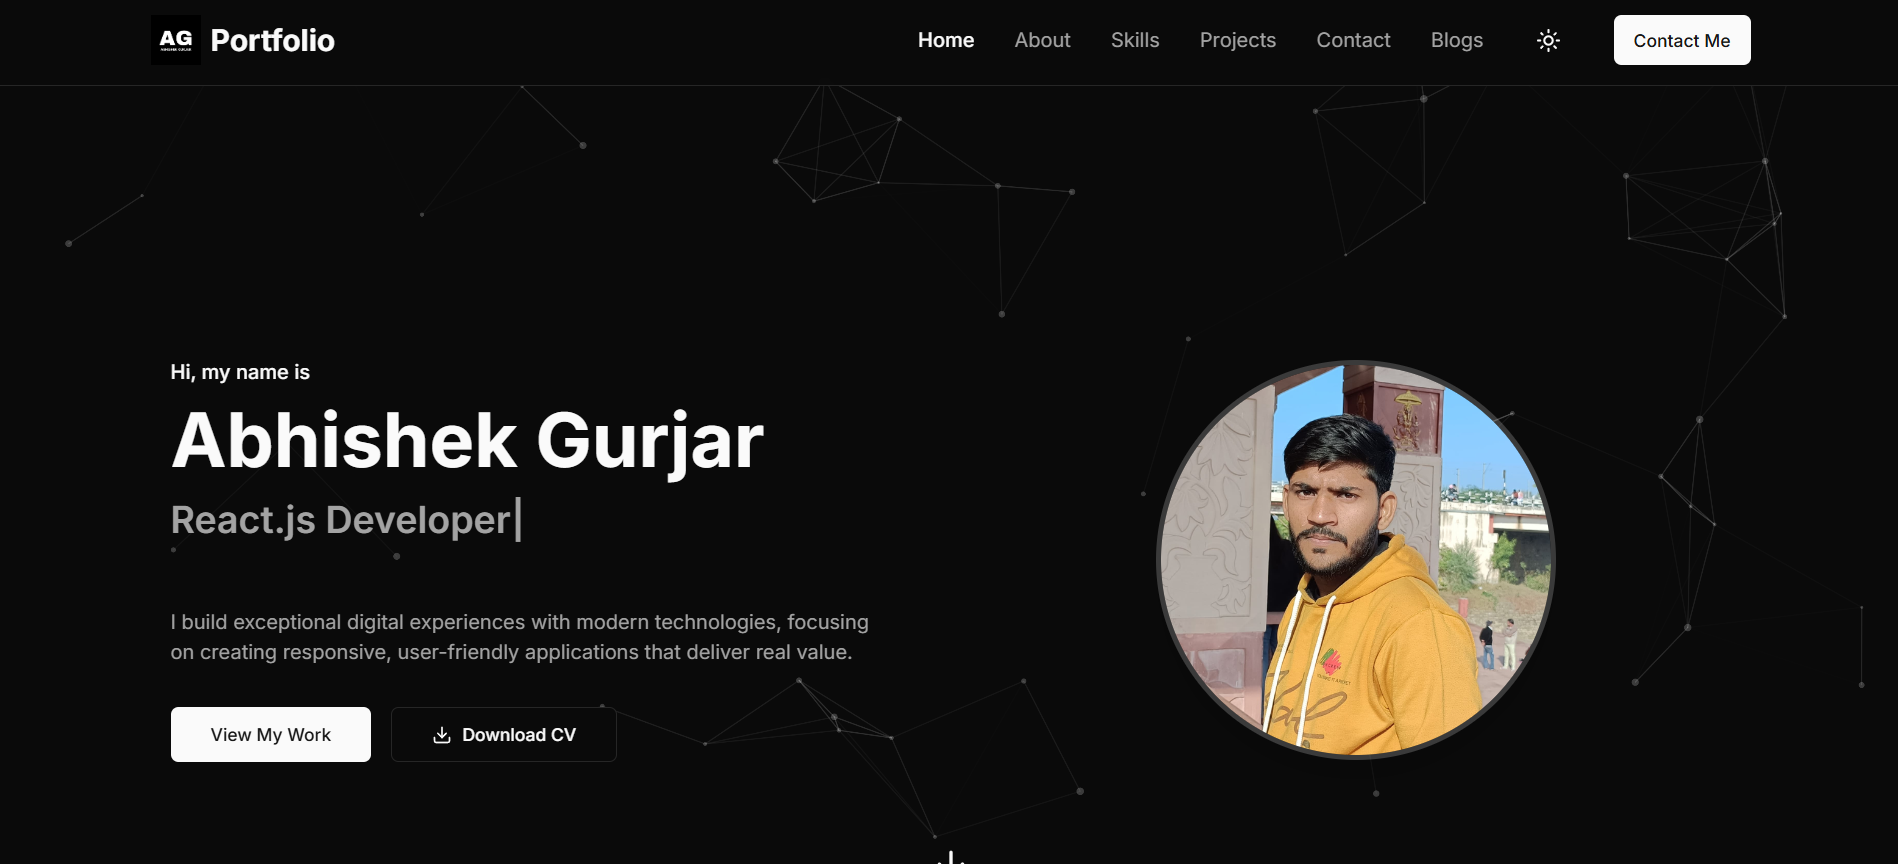 AG
Portfolio
Home
About
Skills
Projects
Contact
Blogs
Contact Me
Hi, my name is
Abhishek Gurjar
React.js Developer|
I build exceptional digital experiences with modern technologies, focusing
on creating responsive, user-friendly applications that deliver real value.
View My Work
Download CV